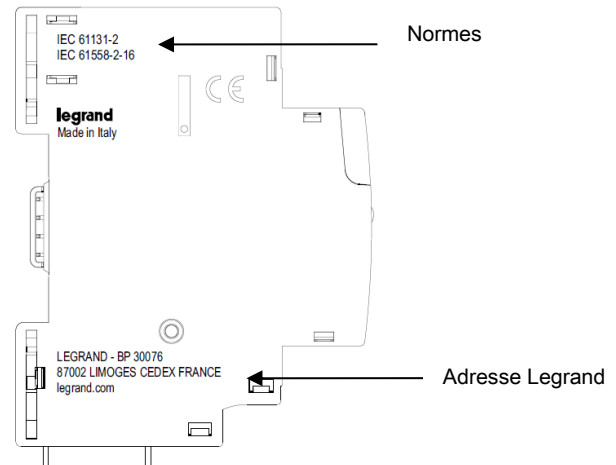 IEC 61131-2
IEC 61558-2-16
Normes
CE
legrand
Made in Italy
LEGRAND - BP 30076
87002 LIMOGES CEDEX FRANCE
legrand.com
Adresse Legrand